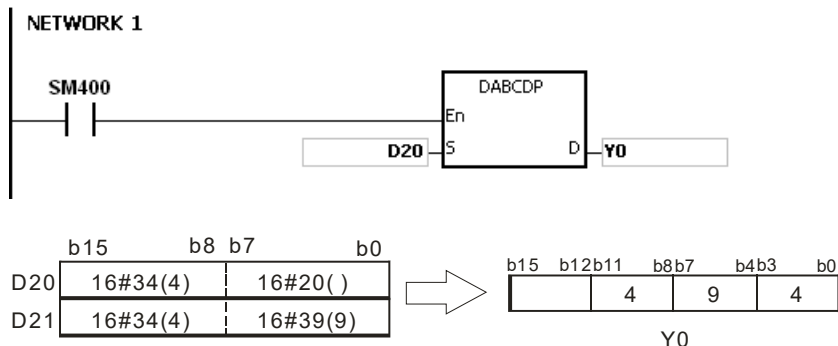 NETWORK 1
SM400
DABCDP
En
D20 S D Y0
b15 b8 b7 b0
D20 16#34(4) 16#20( )
D21 16#34(4) 16#39(9)
b15 b12 b11 b8 b7 b4 b3 b0
4 9 4
Y0